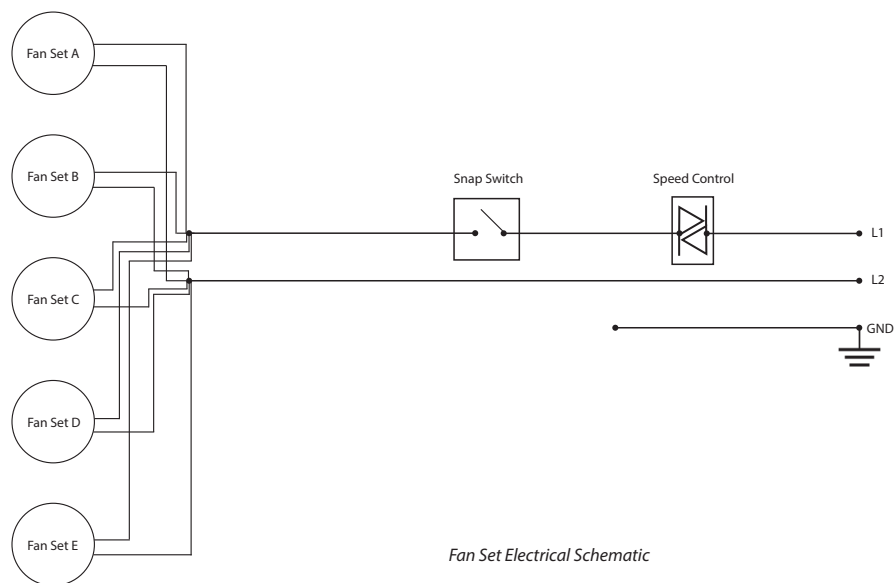 Fan Set A
Fan Set B
Snap Switch
Speed Control
L1
L2
Fan Set C
GND
Fan Set D
Fan Set E
Fan Set Electrical Schematic